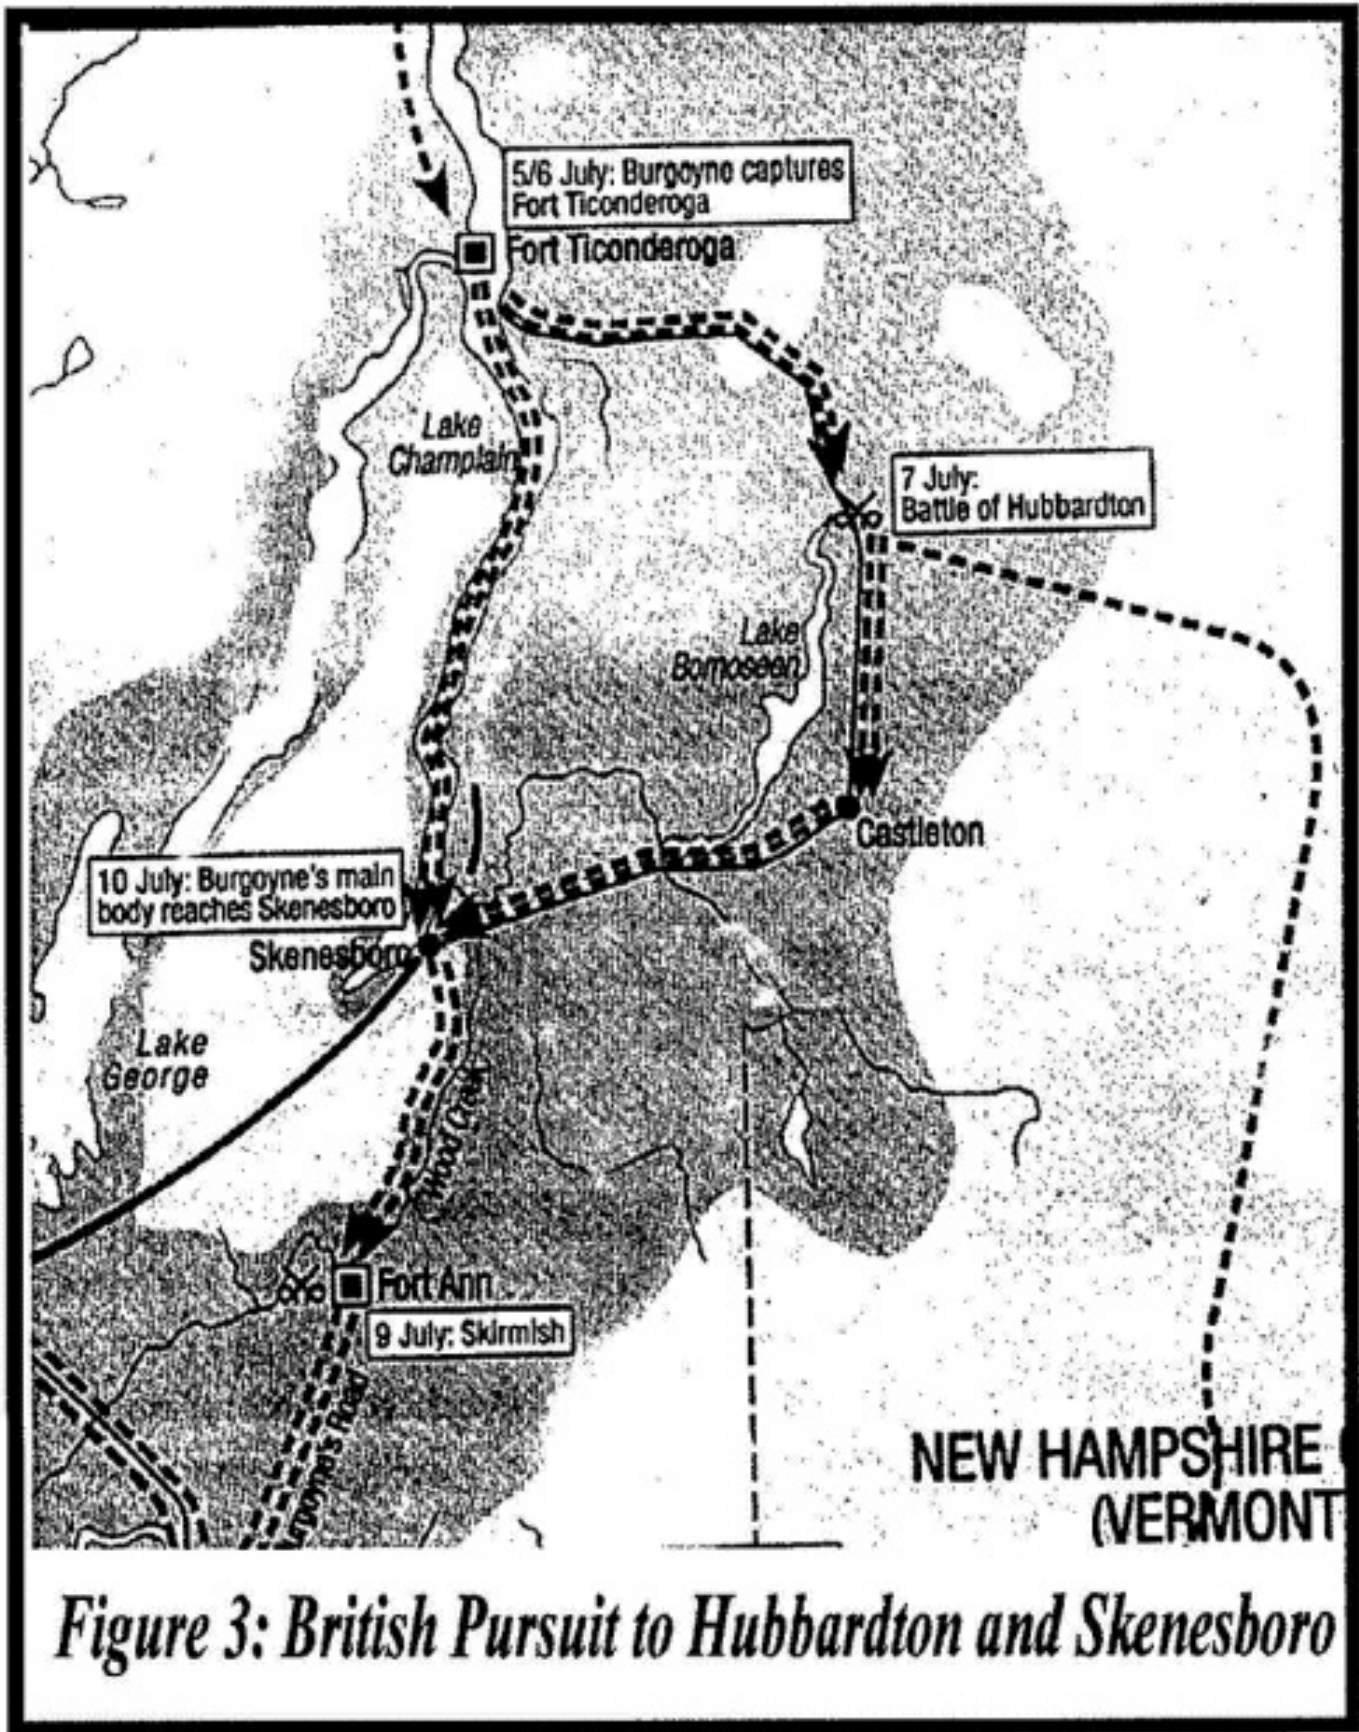 5/6 July: Burgoyne captures
Fort Ticonderoga
Fort Ticonderoga
Lake
Champlain
7 July:
Battle of Hubbardton
Lake
Bomoseen
Castleton
10 July: Burgoyne's main
body reaches Skenesboro
Skenesboro
Lake
George
Wood Creek
Fort Ann
9 July: Skirmish
urgoyne's Road
NEW HAMPSHIRE
(VERMONT
Figure 3: British Pursuit to Hubbardton and Skenesboro